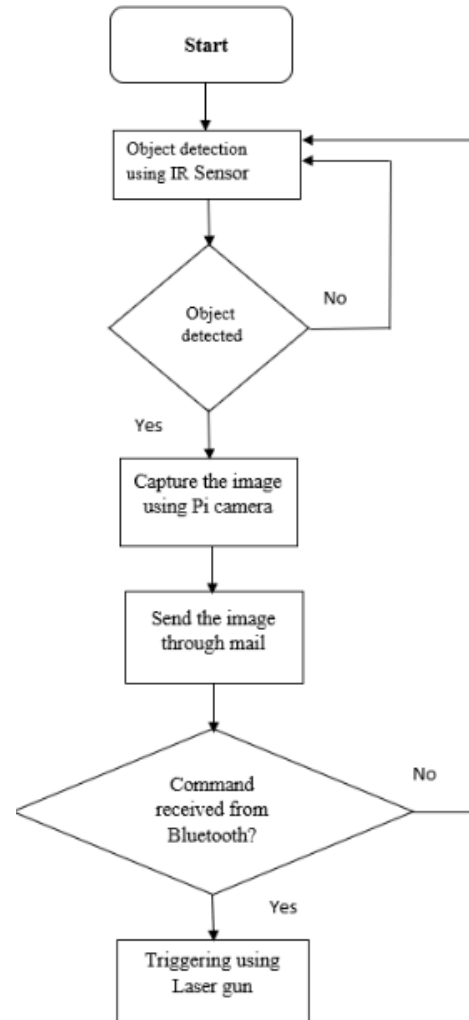 Start
Object detection
using IR Sensor
Object
detected
No
Yes
Capture the image
using Pi camera
Send the image
through mail
Command
received from
Bluetooth?
No
Yes
Triggering using
Laser gun